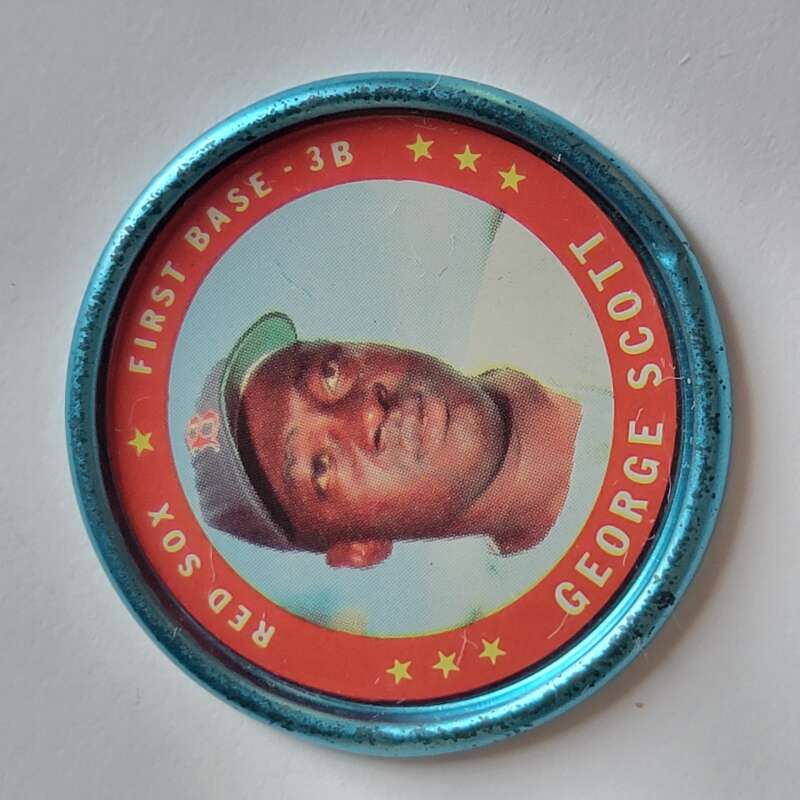 RED SOX ★ FIRST BASE - 3B
★ ★ ★
GEORGE SCOTT
★ ★ ★
B